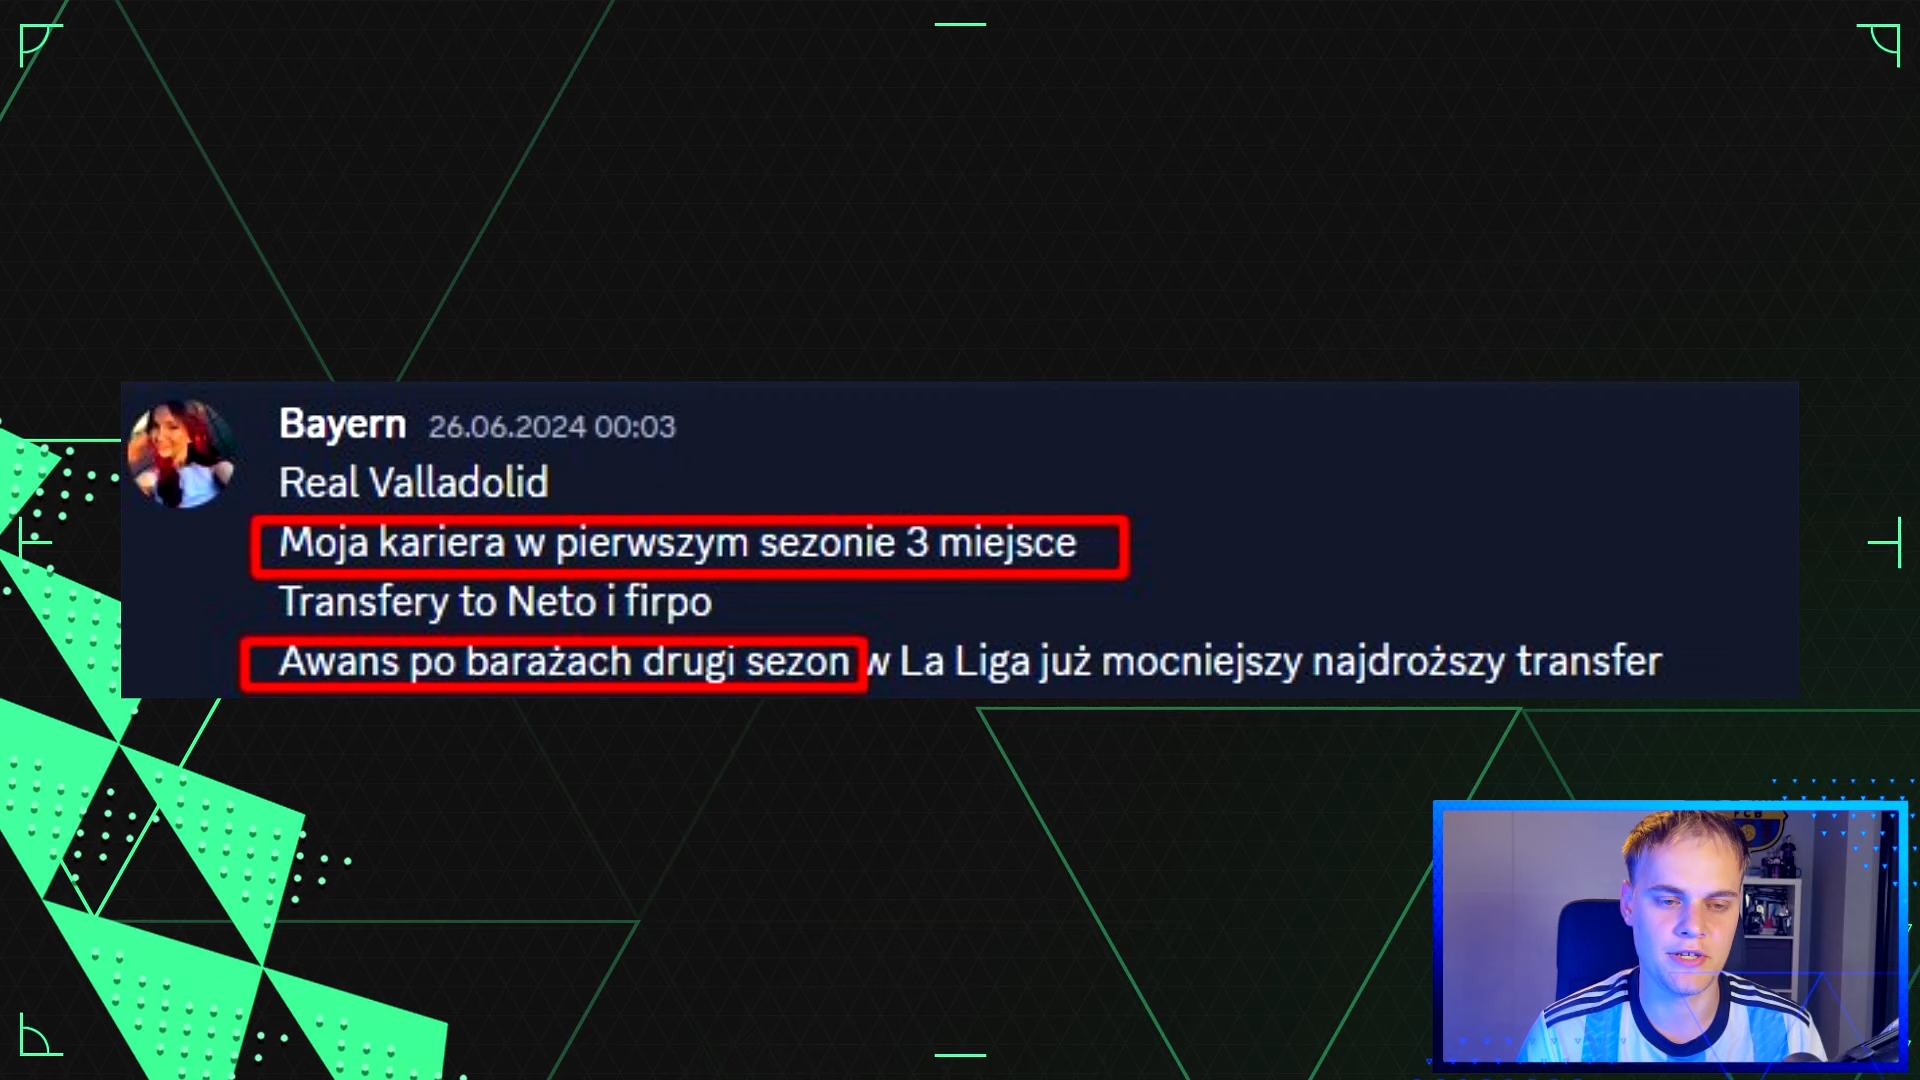 Bayern 26.06.2024 00:03
Real Valladolid
Moja kariera w pierwszym sezonie 3 miejsce
Transfery to Neto i firpo
Awans po barażach drugi sezon w La Liga już mocniejszy najdroższy transfer
FCB